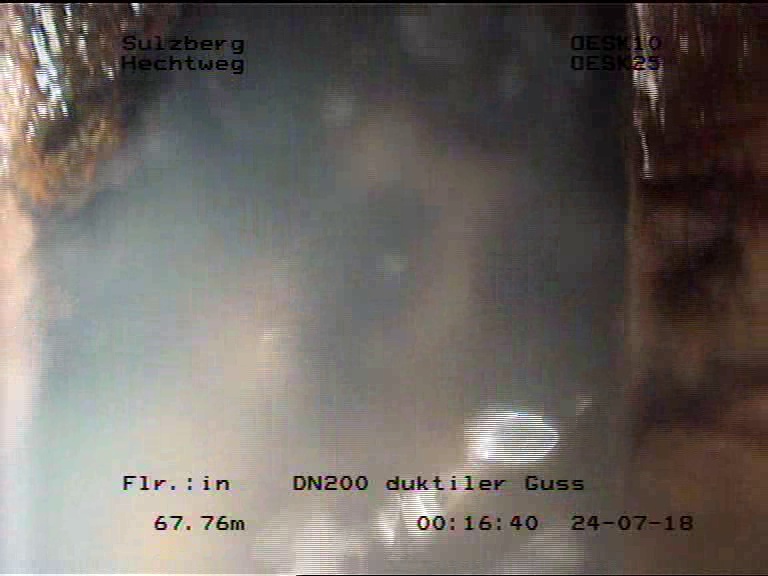 Sulzberg OESK10
Hechtweg OESK25
Flr.:in DN200 duktiler Guss
67.76m 00:16:40 24-07-18